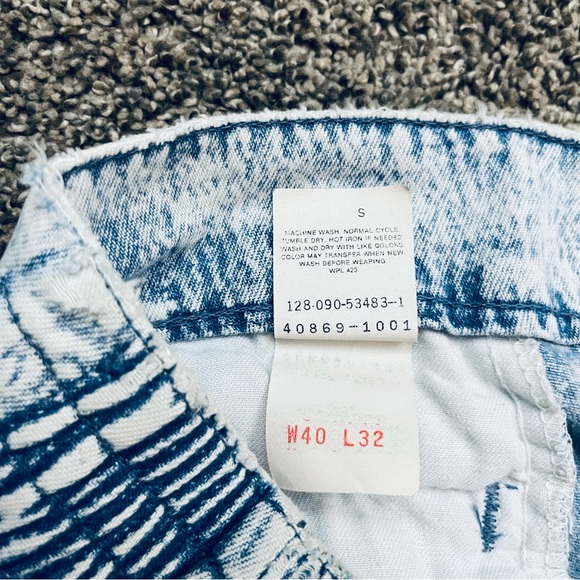 S
MACHINE WASH, NORMAL CYCLE.
TUMBLE DRY, HOT IRON IF NEEDED.
WASH AND DRY WITH LIKE COLORS.
COLOR MAY TRANSFER WHEN NEW
WASH BEFORE WEARING.
WPL 423
128-090-53483-1
40869-1001
W40 L32